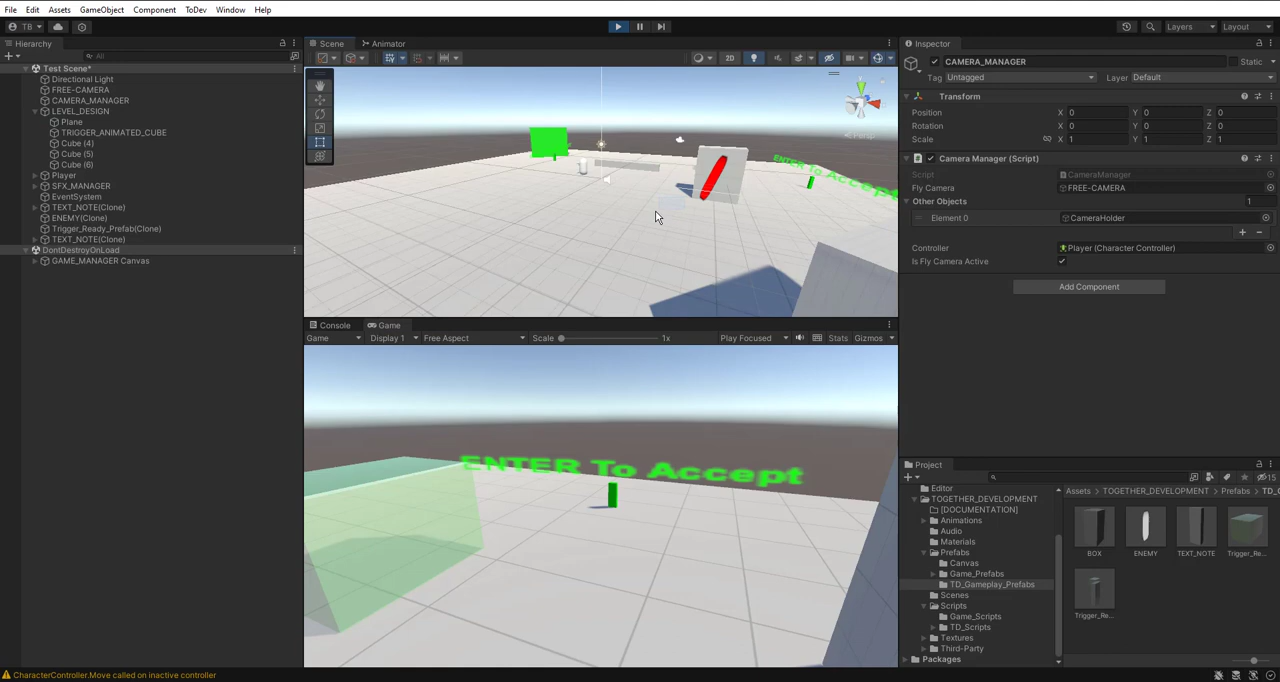 File Edit Assets GameObject Component ToDev Window Help
TB Layers Layout
Hierarchy
All
Test Scene*
Directional Light
FREE-CAMERA
CAMERA_MANAGER
LEVEL_DESIGN
Plane
TRIGGER_ANIMATED_CUBE
Cube (4)
Cube (5)
Cube (6)
Player
SFX_MANAGER
EventSystem
TEXT_NOTE(Clone)
ENEMY(Clone)
Trigger_Ready_Prefab(Clone)
TEXT_NOTE(Clone)
DontDestroyOnLoad
GAME_MANAGER Canvas
Scene Animator
2D
Persp
ENTER To Accept
Console Game
Game Display 1 Free Aspect Scale 1x Play Focused Stats Gizmos
ENTER To Accept
Inspector
CAMERA_MANAGER Static
Tag Untagged Layer Default
Transform
Position X 0 Y 0 Z 0
Rotation X 0 Y 0 Z 0
Scale X 1 Y 1 Z 1
Camera Manager (Script)
Script CameraManager
Fly Camera FREE-CAMERA
Other Objects 1
Element 0 CameraHolder
Controller Player (Character Controller)
Is Fly Camera Active
Add Component
Project
15
Editor
TOGETHER_DEVELOPMENT
[DOCUMENTATION]
Animations
Audio
Materials
Prefabs
Canvas
Game_Prefabs
TD_Gameplay_Prefabs
Scenes
Scripts
Game_Scripts
TD_Scripts
Textures
Third-Party
Packages
Assets TOGETHER_DEVELOPMENT Prefabs TD_G
BOX ENEMY TEXT_NOTE Trigger_Re...
Trigger_Re...
CharacterController.Move called on inactive controller